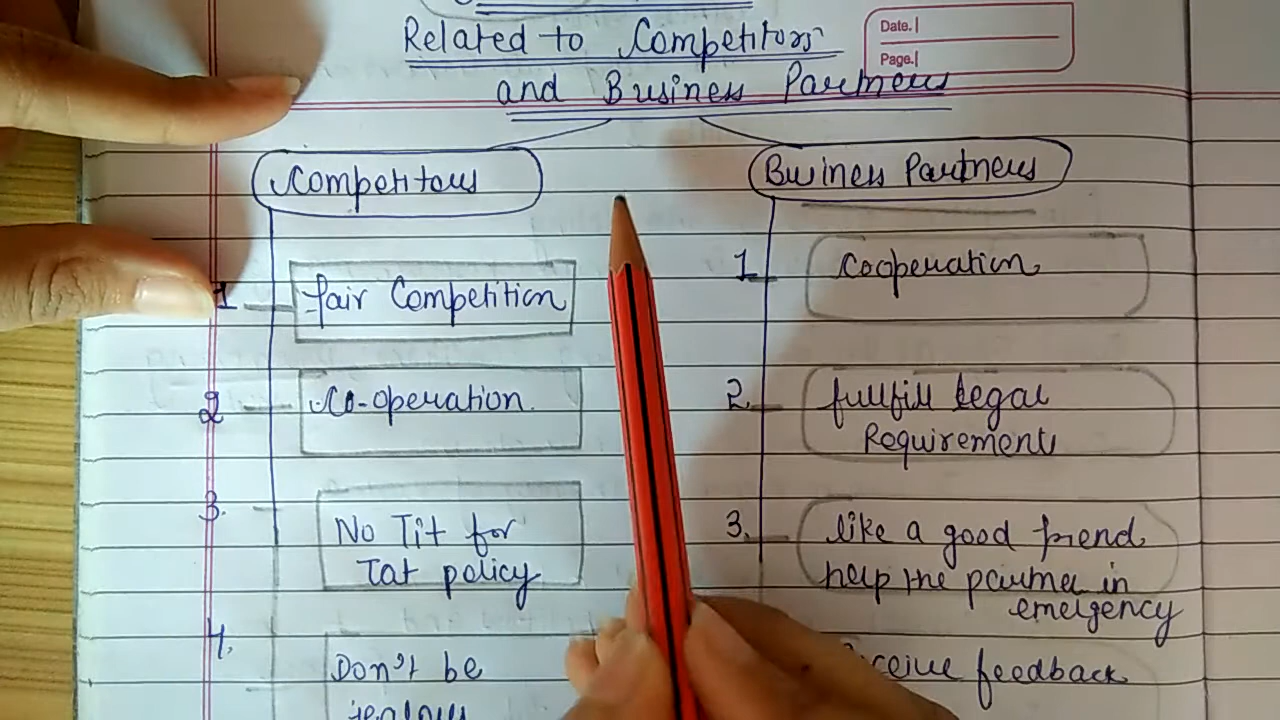 Related to Competitors
Date.
Page.
and Business Partners
Competitors
Business Partners
1 fair Competition
2 Co-operation.
3. No Tit for
Tat policy
4. Don't be
jealous
1 Cooperation
2. fullfill legal
Requirements
3. like a good friend
help the partner in
emergency
feedback